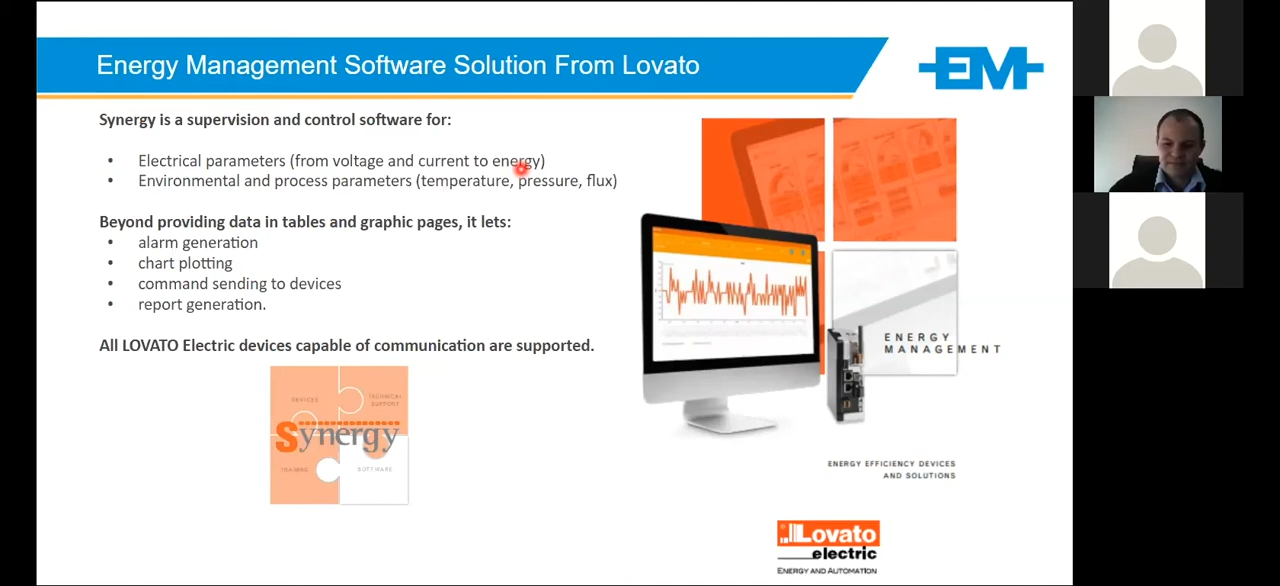 Energy Management Software Solution From Lovato
EM
Synergy is a supervision and control software for:
• Electrical parameters (from voltage and current to energy)
• Environmental and process parameters (temperature, pressure, flux)
Beyond providing data in tables and graphic pages, it lets:
• alarm generation
• chart plotting
• command sending to devices
• report generation.
All LOVATO Electric devices capable of communication are supported.
DEVICES
TECHNICAL
SUPPORT
Synergy
TRAINING
SOFTWARE
ENERGY
MANAGEMENT
ENERGY EFFICIENCY DEVICES
AND SOLUTIONS
Lovato
electric
ENERGY AND AUTOMATION